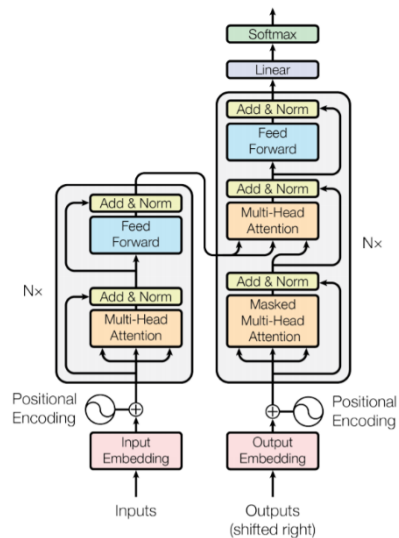 Softmax
Linear
Add & Norm
Feed
Forward
Add & Norm
Multi-Head
Attention
Add & Norm
Masked
Multi-Head
Attention
N×
Add & Norm
Feed
Forward
Add & Norm
Multi-Head
Attention
N×
Positional
Encoding
Positional
Encoding
Input
Embedding
Output
Embedding
Inputs
Outputs
(shifted right)